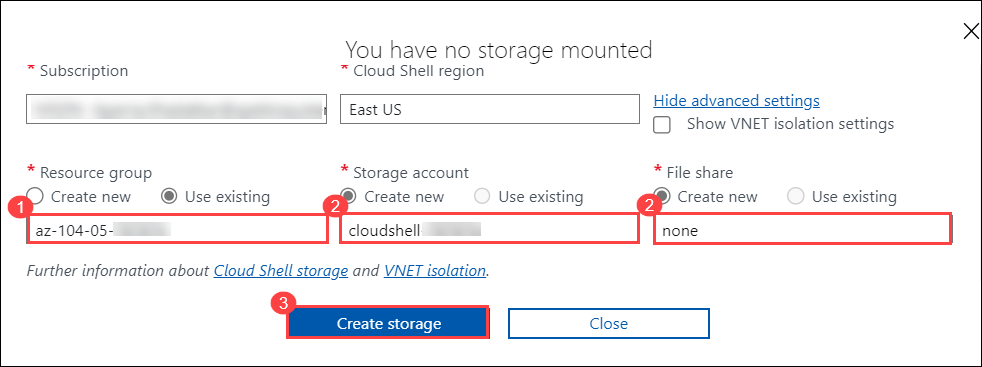 You have no storage mounted
* Subscription
* Cloud Shell region
East US
Hide advanced settings
Show VNET isolation settings
* Resource group
* Storage account
* File share
Create new Use existing
Create new Use existing
Create new Use existing
1
2
2
az-104-05-
cloudshell
none
Further information about Cloud Shell storage and VNET isolation.
3
Create storage
Close